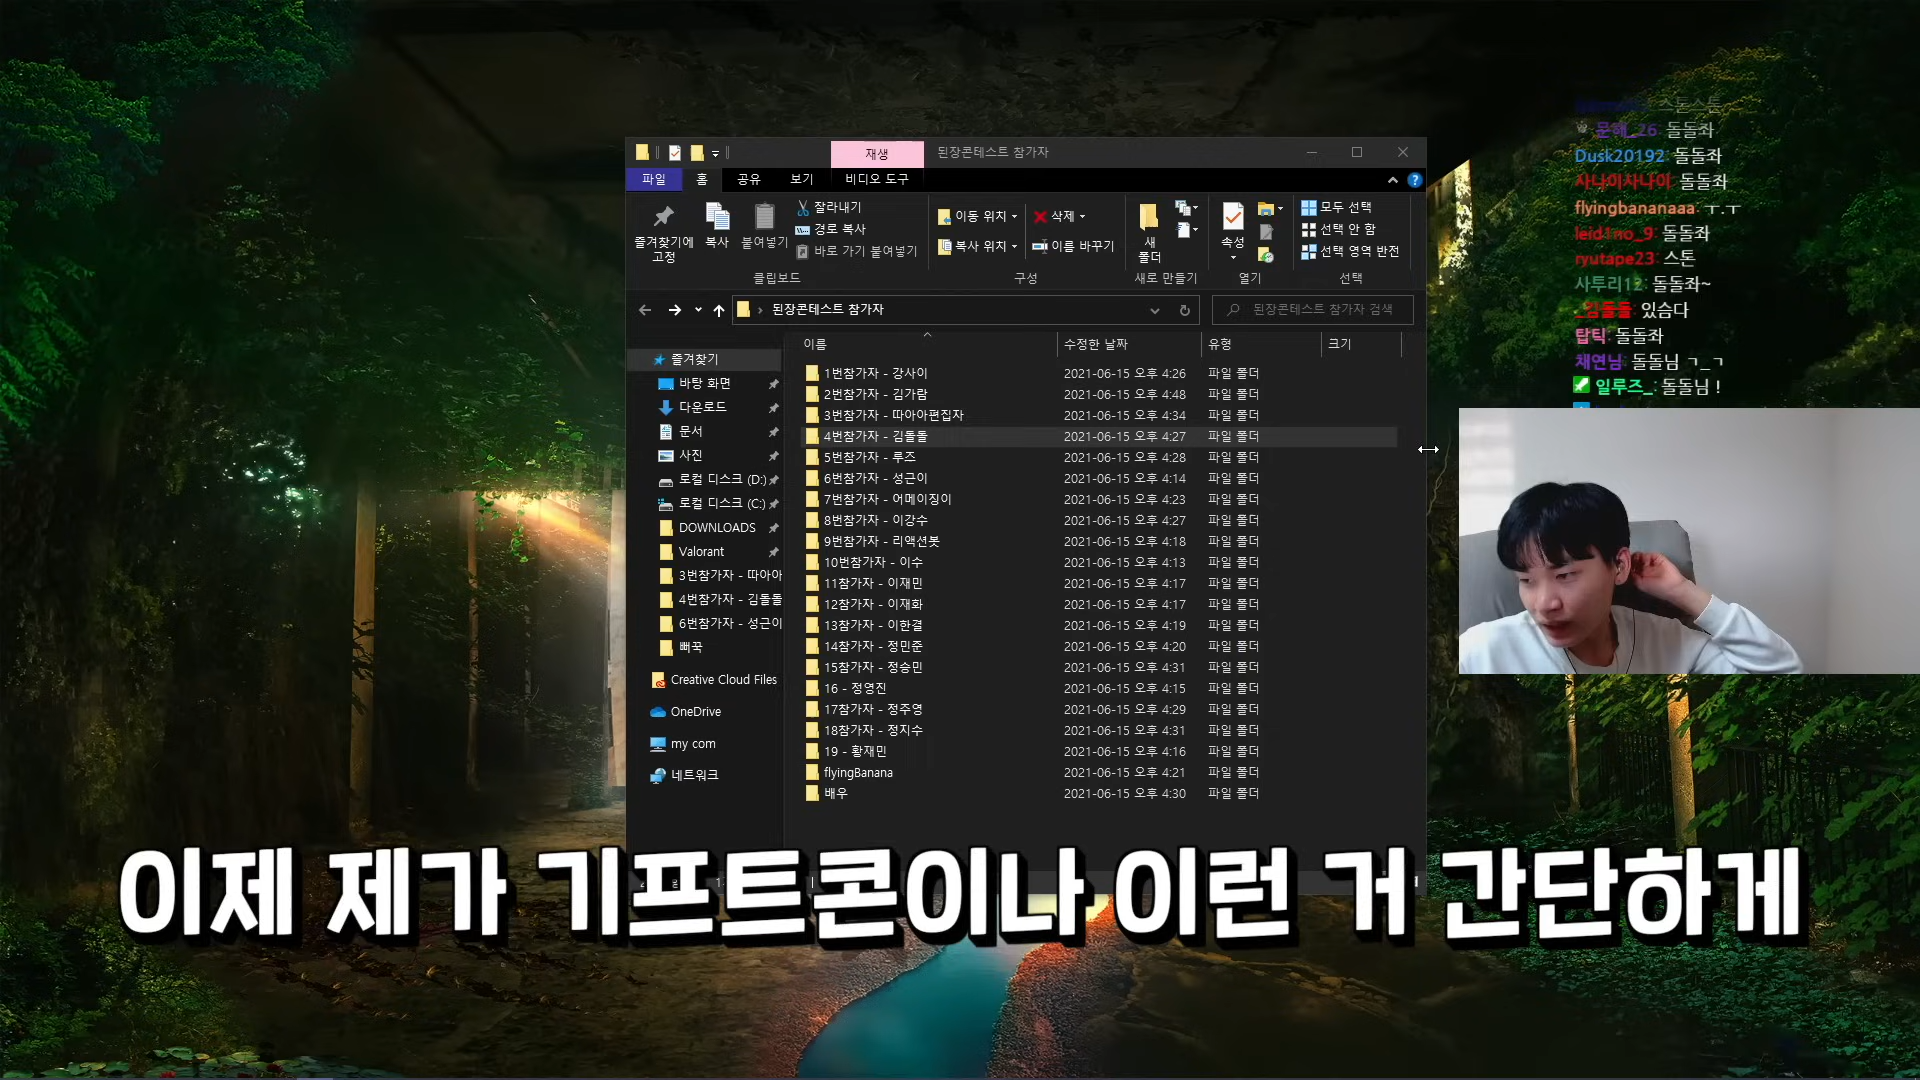 재생
된장콘테스트 참가자
파일
홈
공유
보기
비디오 도구
즐겨찾기에 고정
복사
붙여넣기
잘라내기
경로 복사
바로 가기 붙여넣기
클립보드
이동 위치
복사 위치
삭제
이름 바꾸기
구성
새 폴더
새로 만들기
속성
열기
모두 선택
선택 안 함
선택 영역 반전
선택
된장콘테스트 참가자
된장콘테스트 참가자 검색
이름 수정한 날짜 유형 크기
즐겨찾기
바탕 화면
다운로드
문서
사진
로컬 디스크 (D:)
로컬 디스크 (C:)
DOWNLOADS
Valorant
3번참가자 - 따아아
4번참가자 - 김돌돌
6번참가자 - 성근이
뻐꾹
Creative Cloud Files
OneDrive
my com
네트워크
1번참가자 - 강사이 2021-06-15 오후 4:26 파일 폴더
2번참가자 - 김가람 2021-06-15 오후 4:48 파일 폴더
3번참가자 - 따아아편집자 2021-06-15 오후 4:34 파일 폴더
4번참가자 - 김돌돌 2021-06-15 오후 4:27 파일 폴더
5번참가자 - 루즈 2021-06-15 오후 4:28 파일 폴더
6번참가자 - 성근이 2021-06-15 오후 4:14 파일 폴더
7번참가자 - 어메이징이 2021-06-15 오후 4:23 파일 폴더
8번참가자 - 이강수 2021-06-15 오후 4:27 파일 폴더
9번참가자 - 리액션봇 2021-06-15 오후 4:18 파일 폴더
10번참가자 - 이수 2021-06-15 오후 4:13 파일 폴더
11참가자 - 이재민 2021-06-15 오후 4:17 파일 폴더
12참가자 - 이재화 2021-06-15 오후 4:17 파일 폴더
13참가자 - 이한결 2021-06-15 오후 4:19 파일 폴더
14참가자 - 정민준 2021-06-15 오후 4:20 파일 폴더
15참가자 - 정승민 2021-06-15 오후 4:31 파일 폴더
16 - 정영진 2021-06-15 오후 4:15 파일 폴더
17참가자 - 정주영 2021-06-15 오후 4:29 파일 폴더
18참가자 - 정지수 2021-06-15 오후 4:31 파일 폴더
19 - 황재민 2021-06-15 오후 4:16 파일 폴더
flyingBanana 2021-06-15 오후 4:21 파일 폴더
배우 2021-06-15 오후 4:30 파일 폴더
스톤스톤
문해_26: 돌돌좌
Dusk20192: 돌돌좌
사나이자나이: 돌돌좌
flyingbananaaa: ㅜ.ㅜ
leid1no_9: 돌돌좌
ryutape23: 스톤
사투리12: 돌돌좌~
_김돌돌: 있습다
탑틱: 돌돌좌
채연님: 돌돌님 ㄱ_ㄱ
일루즈_: 돌돌님 !
이제 제가 기프트콘이나 이런 거 간단하게